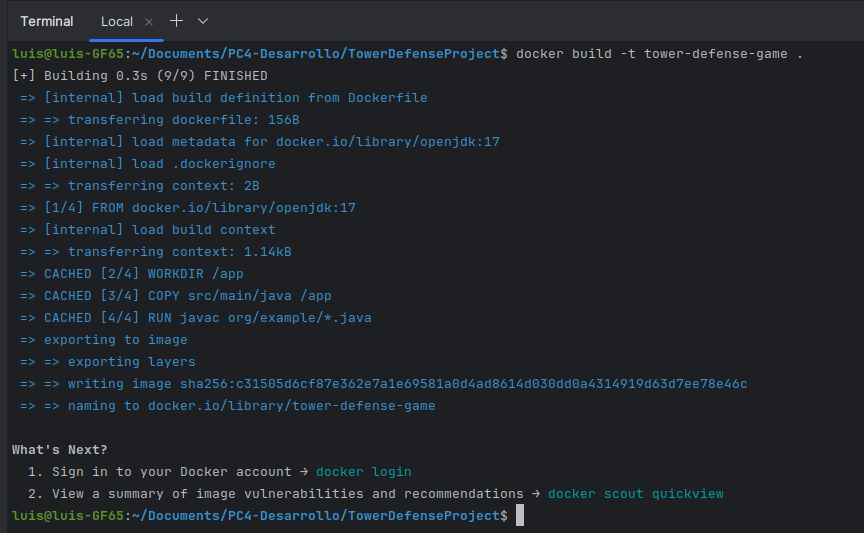 Terminal Local × + ⌄
luis@luis-GF65:~/Documents/PC4-Desarrollo/TowerDefenseProject$ docker build -t tower-defense-game .
[+] Building 0.3s (9/9) FINISHED
=> [internal] load build definition from Dockerfile
=> => transferring dockerfile: 156B
=> [internal] load metadata for docker.io/library/openjdk:17
=> [internal] load .dockerignore
=> => transferring context: 2B
=> [1/4] FROM docker.io/library/openjdk:17
=> [internal] load build context
=> => transferring context: 1.14kB
=> CACHED [2/4] WORKDIR /app
=> CACHED [3/4] COPY src/main/java /app
=> CACHED [4/4] RUN javac org/example/*.java
=> exporting to image
=> => exporting layers
=> => writing image sha256:c31505d6cf87e362e7a1e69581a0d4ad8614d030dd0a4314919d63d7ee78e46c
=> => naming to docker.io/library/tower-defense-game
What's Next?
1. Sign in to your Docker account → docker login
2. View a summary of image vulnerabilities and recommendations → docker scout quickview
luis@luis-GF65:~/Documents/PC4-Desarrollo/TowerDefenseProject$